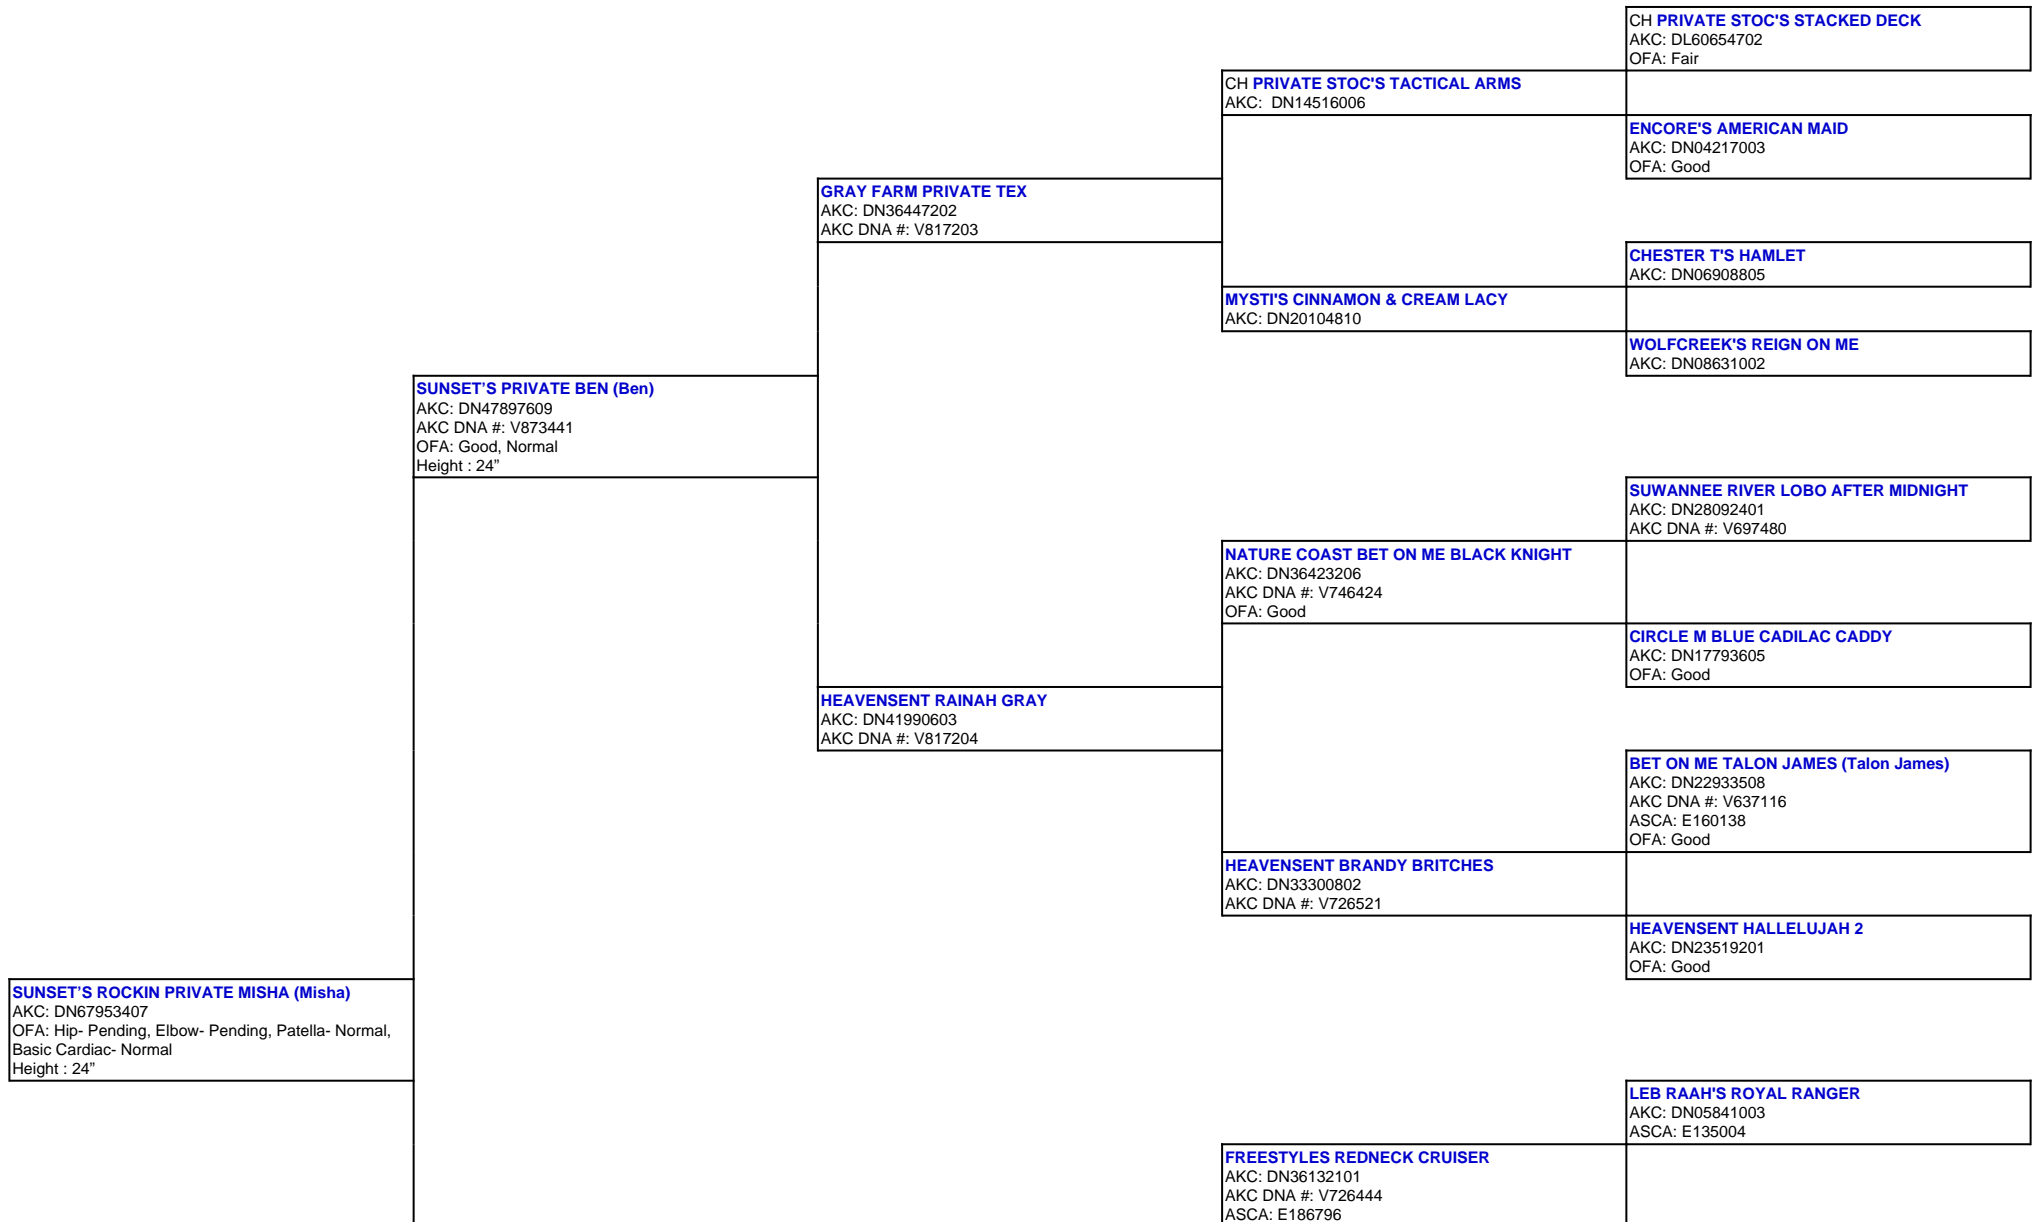 CH PRIVATE STOC'S STACKED DECK
AKC: DL60654702
OFA: Fair
CH PRIVATE STOC'S TACTICAL ARMS
AKC:  DN14516006
ENCORE'S AMERICAN MAID
AKC: DN04217003
OFA: Good
GRAY FARM PRIVATE TEX
AKC: DN36447202
AKC DNA #: V817203
CHESTER T'S HAMLET
AKC: DN06908805
MYSTI'S CINNAMON & CREAM LACY
AKC: DN20104810
WOLFCREEK'S REIGN ON ME
AKC: DN08631002
SUNSET’S PRIVATE BEN (Ben)
AKC: DN47897609
AKC DNA #: V873441
OFA: Good, Normal
Height : 24”
SUWANNEE RIVER LOBO AFTER MIDNIGHT
AKC: DN28092401
AKC DNA #: V697480
NATURE COAST BET ON ME BLACK KNIGHT
AKC: DN36423206
AKC DNA #: V746424
OFA: Good
CIRCLE M BLUE CADILAC CADDY
AKC: DN17793605
OFA: Good
HEAVENSENT RAINAH GRAY
AKC: DN41990603
AKC DNA #: V817204
BET ON ME TALON JAMES (Talon James)
AKC: DN22933508
AKC DNA #: V637116
ASCA: E160138
OFA: Good
HEAVENSENT BRANDY BRITCHES
AKC: DN33300802
AKC DNA #: V726521
HEAVENSENT HALLELUJAH 2
AKC: DN23519201
OFA: Good
SUNSET’S ROCKIN PRIVATE MISHA (Misha)
AKC: DN67953407
OFA: Hip- Pending, Elbow- Pending, Patella- Normal,
Basic Cardiac- Normal
Height : 24”
LEB RAAH'S ROYAL RANGER
AKC: DN05841003
ASCA: E135004
FREESTYLES REDNECK CRUISER
AKC: DN36132101
AKC DNA #: V726444
ASCA: E186796